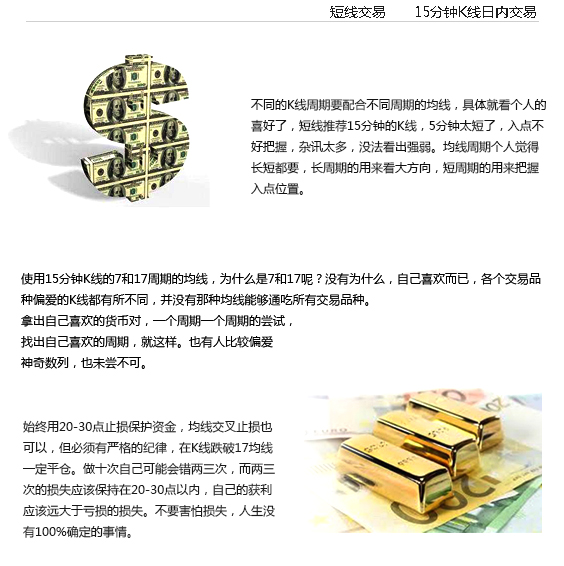 短线交易 15分钟K线日内交易
不同的K线周期要配合不同周期的均线，具体就看个人的
喜好了，短线推荐15分钟的K线，5分钟太短了，入点不
好把握，杂讯太多，没法看出强弱。均线周期个人觉得
长短都要，长周期的用来看大方向，短周期的用来把握
入点位置。
使用15分钟K线的7和17周期的均线，为什么是7和17呢？没有为什么，自己喜欢而已，各个交易品
种偏爱的K线都有所不同，并没有那种均线能够通吃所有交易品种。
拿出自己喜欢的货币对，一个周期一个周期的尝试，
找出自己喜欢的周期，就这样。也有人比较偏爱
神奇数列，也未尝不可。
始终用20-30点止损保护资金，均线交叉止损也
可以，但必须有严格的纪律，在K线跌破17均线
一定平仓。做十次自己可能会错两三次，而两三
次的损失应该保持在20-30点以内，自己的获利
应该远大于亏损的损失。不要害怕损失，人生没
有100%确定的事情。